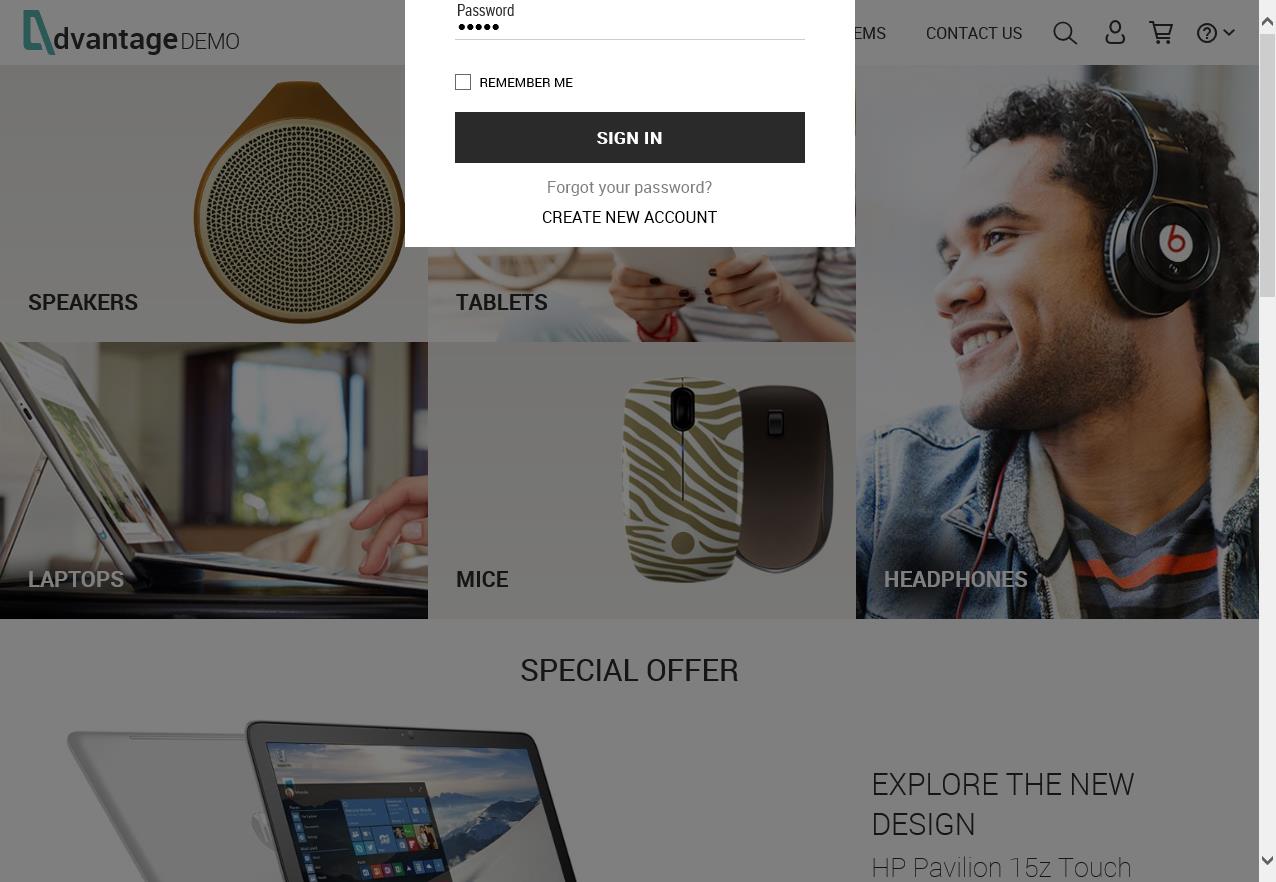 dvantage DEMO
EMS
CONTACT US
Password
REMEMBER ME
SIGN IN
Forgot your password?
CREATE NEW ACCOUNT
SPEAKERS
TABLETS
LAPTOPS
MICE
HEADPHONES
SPECIAL OFFER
EXPLORE THE NEW
DESIGN
HP Pavilion 15z Touch